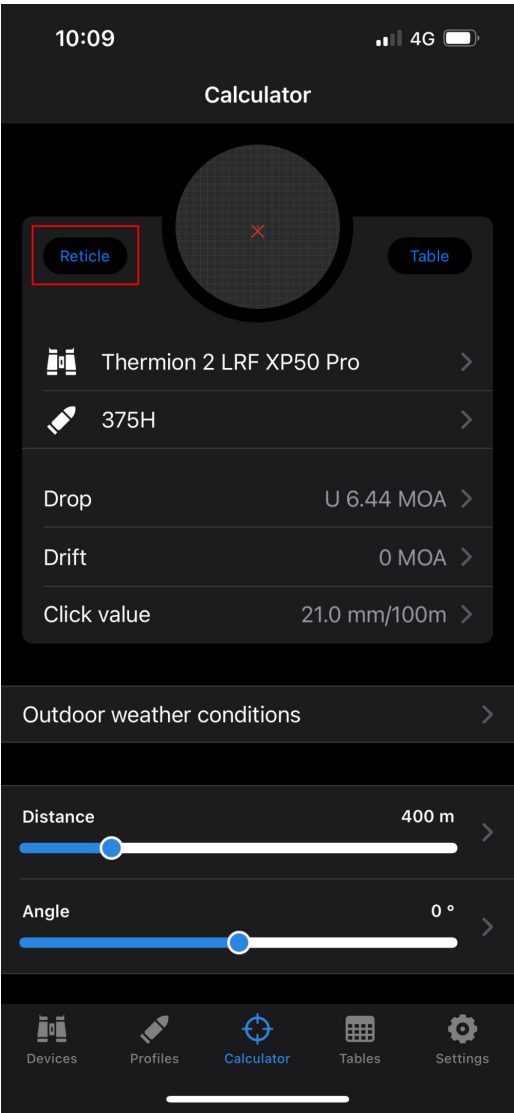 10:09
4G
Calculator
Reticle
Table
Thermion 2 LRF XP50 Pro
375H
Drop U 6.44 MOA
Drift 0 MOA
Click value 21.0 mm/100m
Outdoor weather conditions
Distance 400 m
Angle 0 °
Devices Profiles Calculator Tables Settings